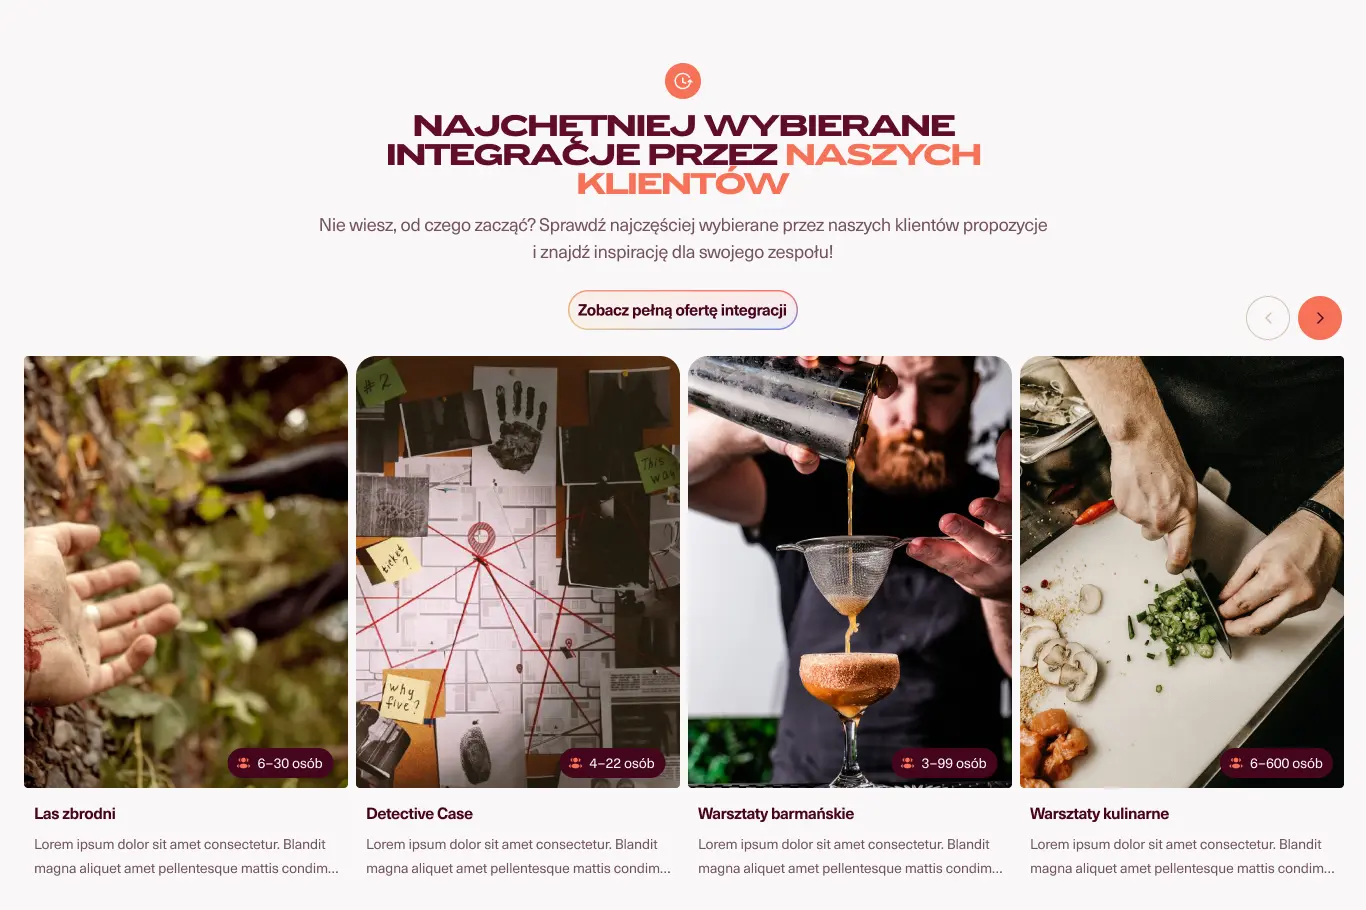 NAJCHĘTNIEJ WYBIERANE
INTEGRACJE PRZEZ NASZYCH
KLIENTÓW
Nie wiesz, od czego zacząć? Sprawdź najczęściej wybierane przez naszych klientów propozycje
i znajdź inspirację dla swojego zespołu!
Zobacz pełną ofertę integracji
# 2
This way
ticket ?
why
five?
6–30 osób
4–22 osób
3–99 osób
6–600 osób
Las zbrodni
Lorem ipsum dolor sit amet consectetur. Blandit
magna aliquet amet pellentesque mattis condim...
Detective Case
Lorem ipsum dolor sit amet consectetur. Blandit
magna aliquet amet pellentesque mattis condim...
Warsztaty barmańskie
Lorem ipsum dolor sit amet consectetur. Blandit
magna aliquet amet pellentesque mattis condim...
Warsztaty kulinarne
Lorem ipsum dolor sit amet consectetur. Blandit
magna aliquet amet pellentesque mattis condim...